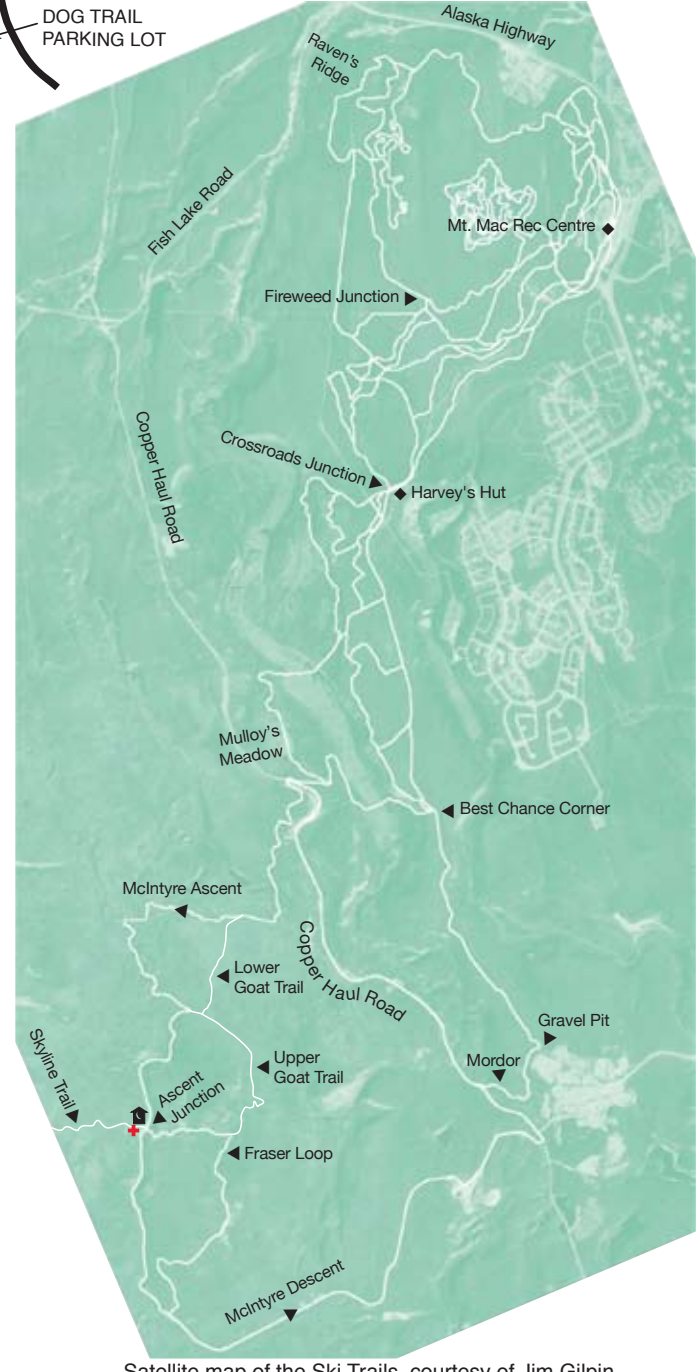 DOG TRAIL
PARKING LOT
Alaska Highway
Raven's
Ridge
Fish Lake Road
Mt. Mac Rec Centre
Fireweed Junction
Copper Haul Road
Crossroads Junction
Harvey's Hut
Mulloy's
Meadow
Best Chance Corner
McIntyre Ascent
Lower
Goat Trail
Copper Haul Road
Gravel Pit
Skyline Trail
Upper
Goat Trail
Mordor
Ascent
Junction
Fraser Loop
McIntyre Descent
Satellite map of the Ski Trails, courtesy of Jim Gilpin